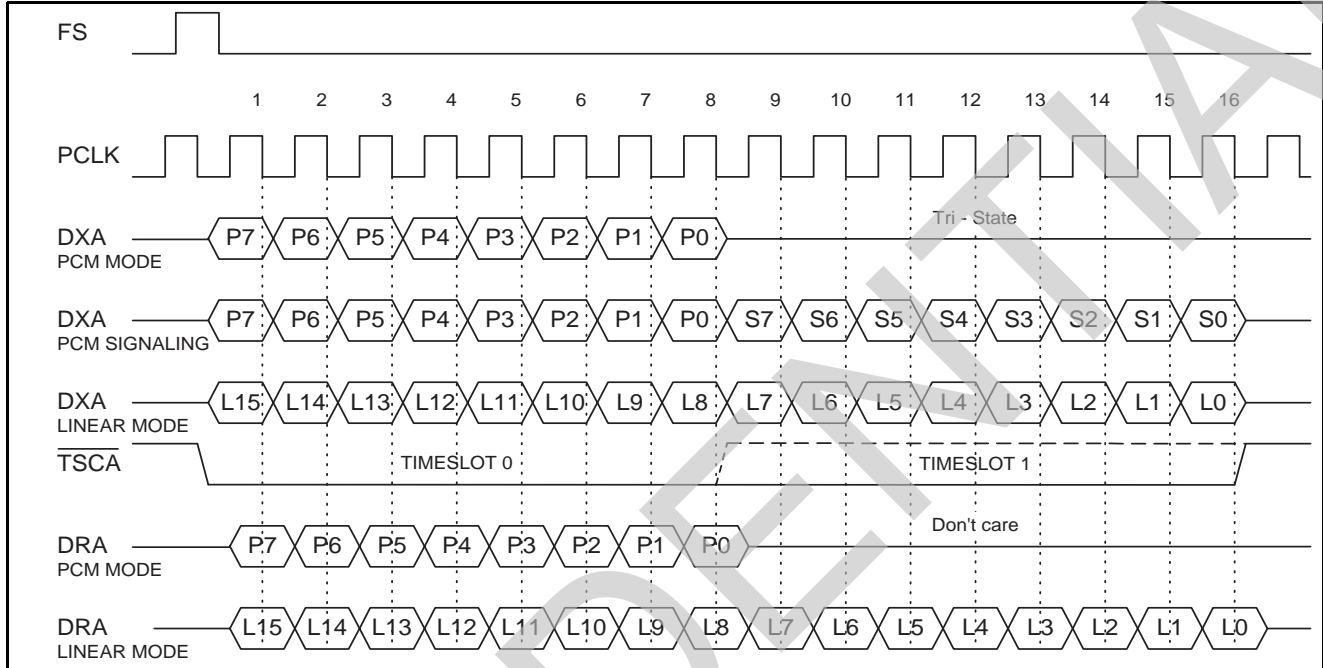 FS
1 2 3 4 5 6 7 8 9 10 11 12 13 14 15 16
PCLK
Tri - State
DXA P7 P6 P5 P4 P3 P2 P1 P0
PCM MODE
DXA P7 P6 P5 P4 P3 P2 P1 P0 S7 S6 S5 S4 S3 S2 S1 S0
PCM SIGNALING
DXA L15 L14 L13 L12 L11 L10 L9 L8 L7 L6 L5 L4 L3 L2 L1 L0
LINEAR MODE
TSCA TIMESLOT 0 TIMESLOT 1
Don't care
DRA P7 P6 P5 P4 P3 P2 P1 P0
PCM MODE
DRA L15 L14 L13 L12 L11 L10 L9 L8 L7 L6 L5 L4 L3 L2 L1 L0
LINEAR MODE
DENTIA